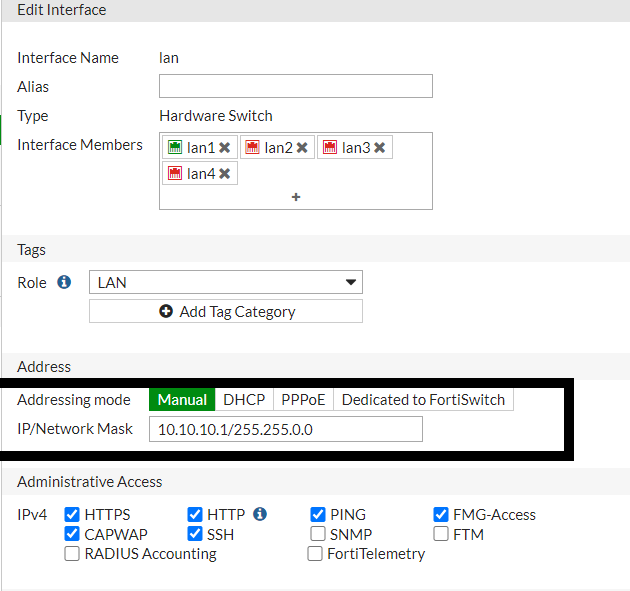 Edit Interface
Interface Name lan
Alias
Type Hardware Switch
Interface Members lan1 lan2 lan3
lan4
+
Tags
Role LAN
Add Tag Category
Address
Addressing mode Manual DHCP PPPoE Dedicated to FortiSwitch
IP/Network Mask 10.10.10.1/255.255.0.0
Administrative Access
IPv4 HTTPS HTTP PING FMG-Access
CAPWAP SSH SNMP FTM
RADIUS Accounting FortiTelemetry